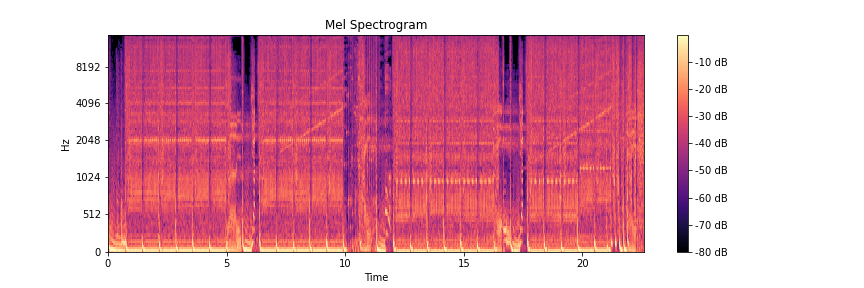 Mel Spectrogram
8192
4096
2048
1024
512
0
Hz
0 5 10 15 20
Time
-10 dB
-20 dB
-30 dB
-40 dB
-50 dB
-60 dB
-70 dB
-80 dB